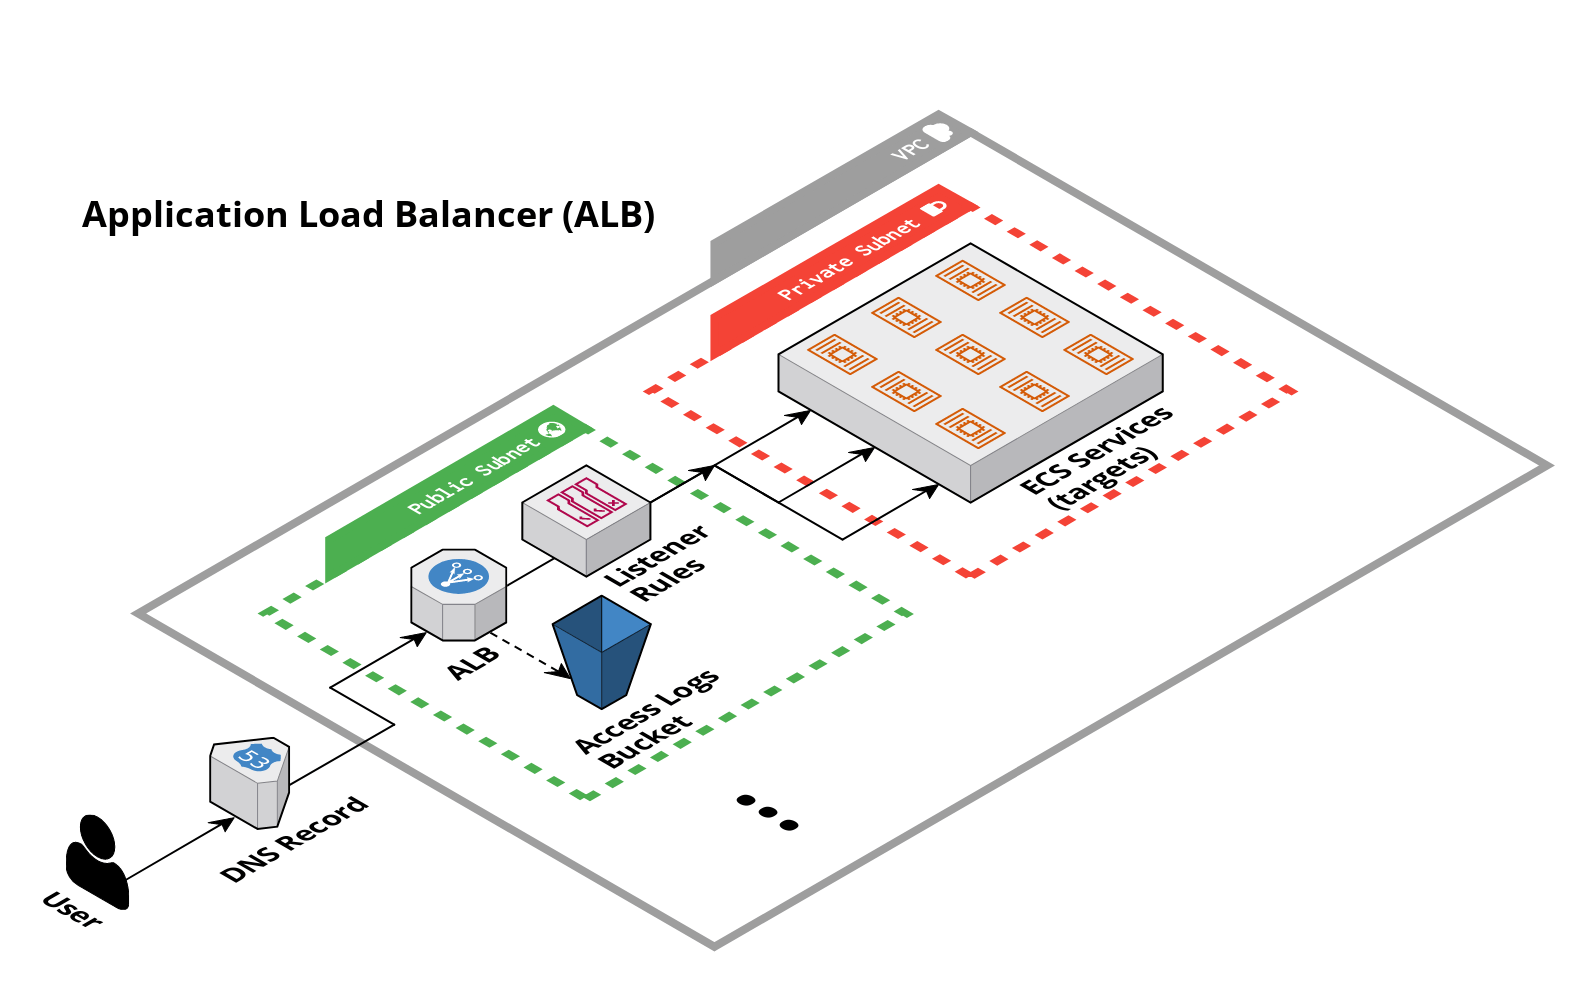 Application Load Balancer (ALB)
VPC
Private Subnet
Public Subnet
ECS Services
(targets)
Listener
Rules
ALB
Access Logs
Bucket
53
DNS Record
User